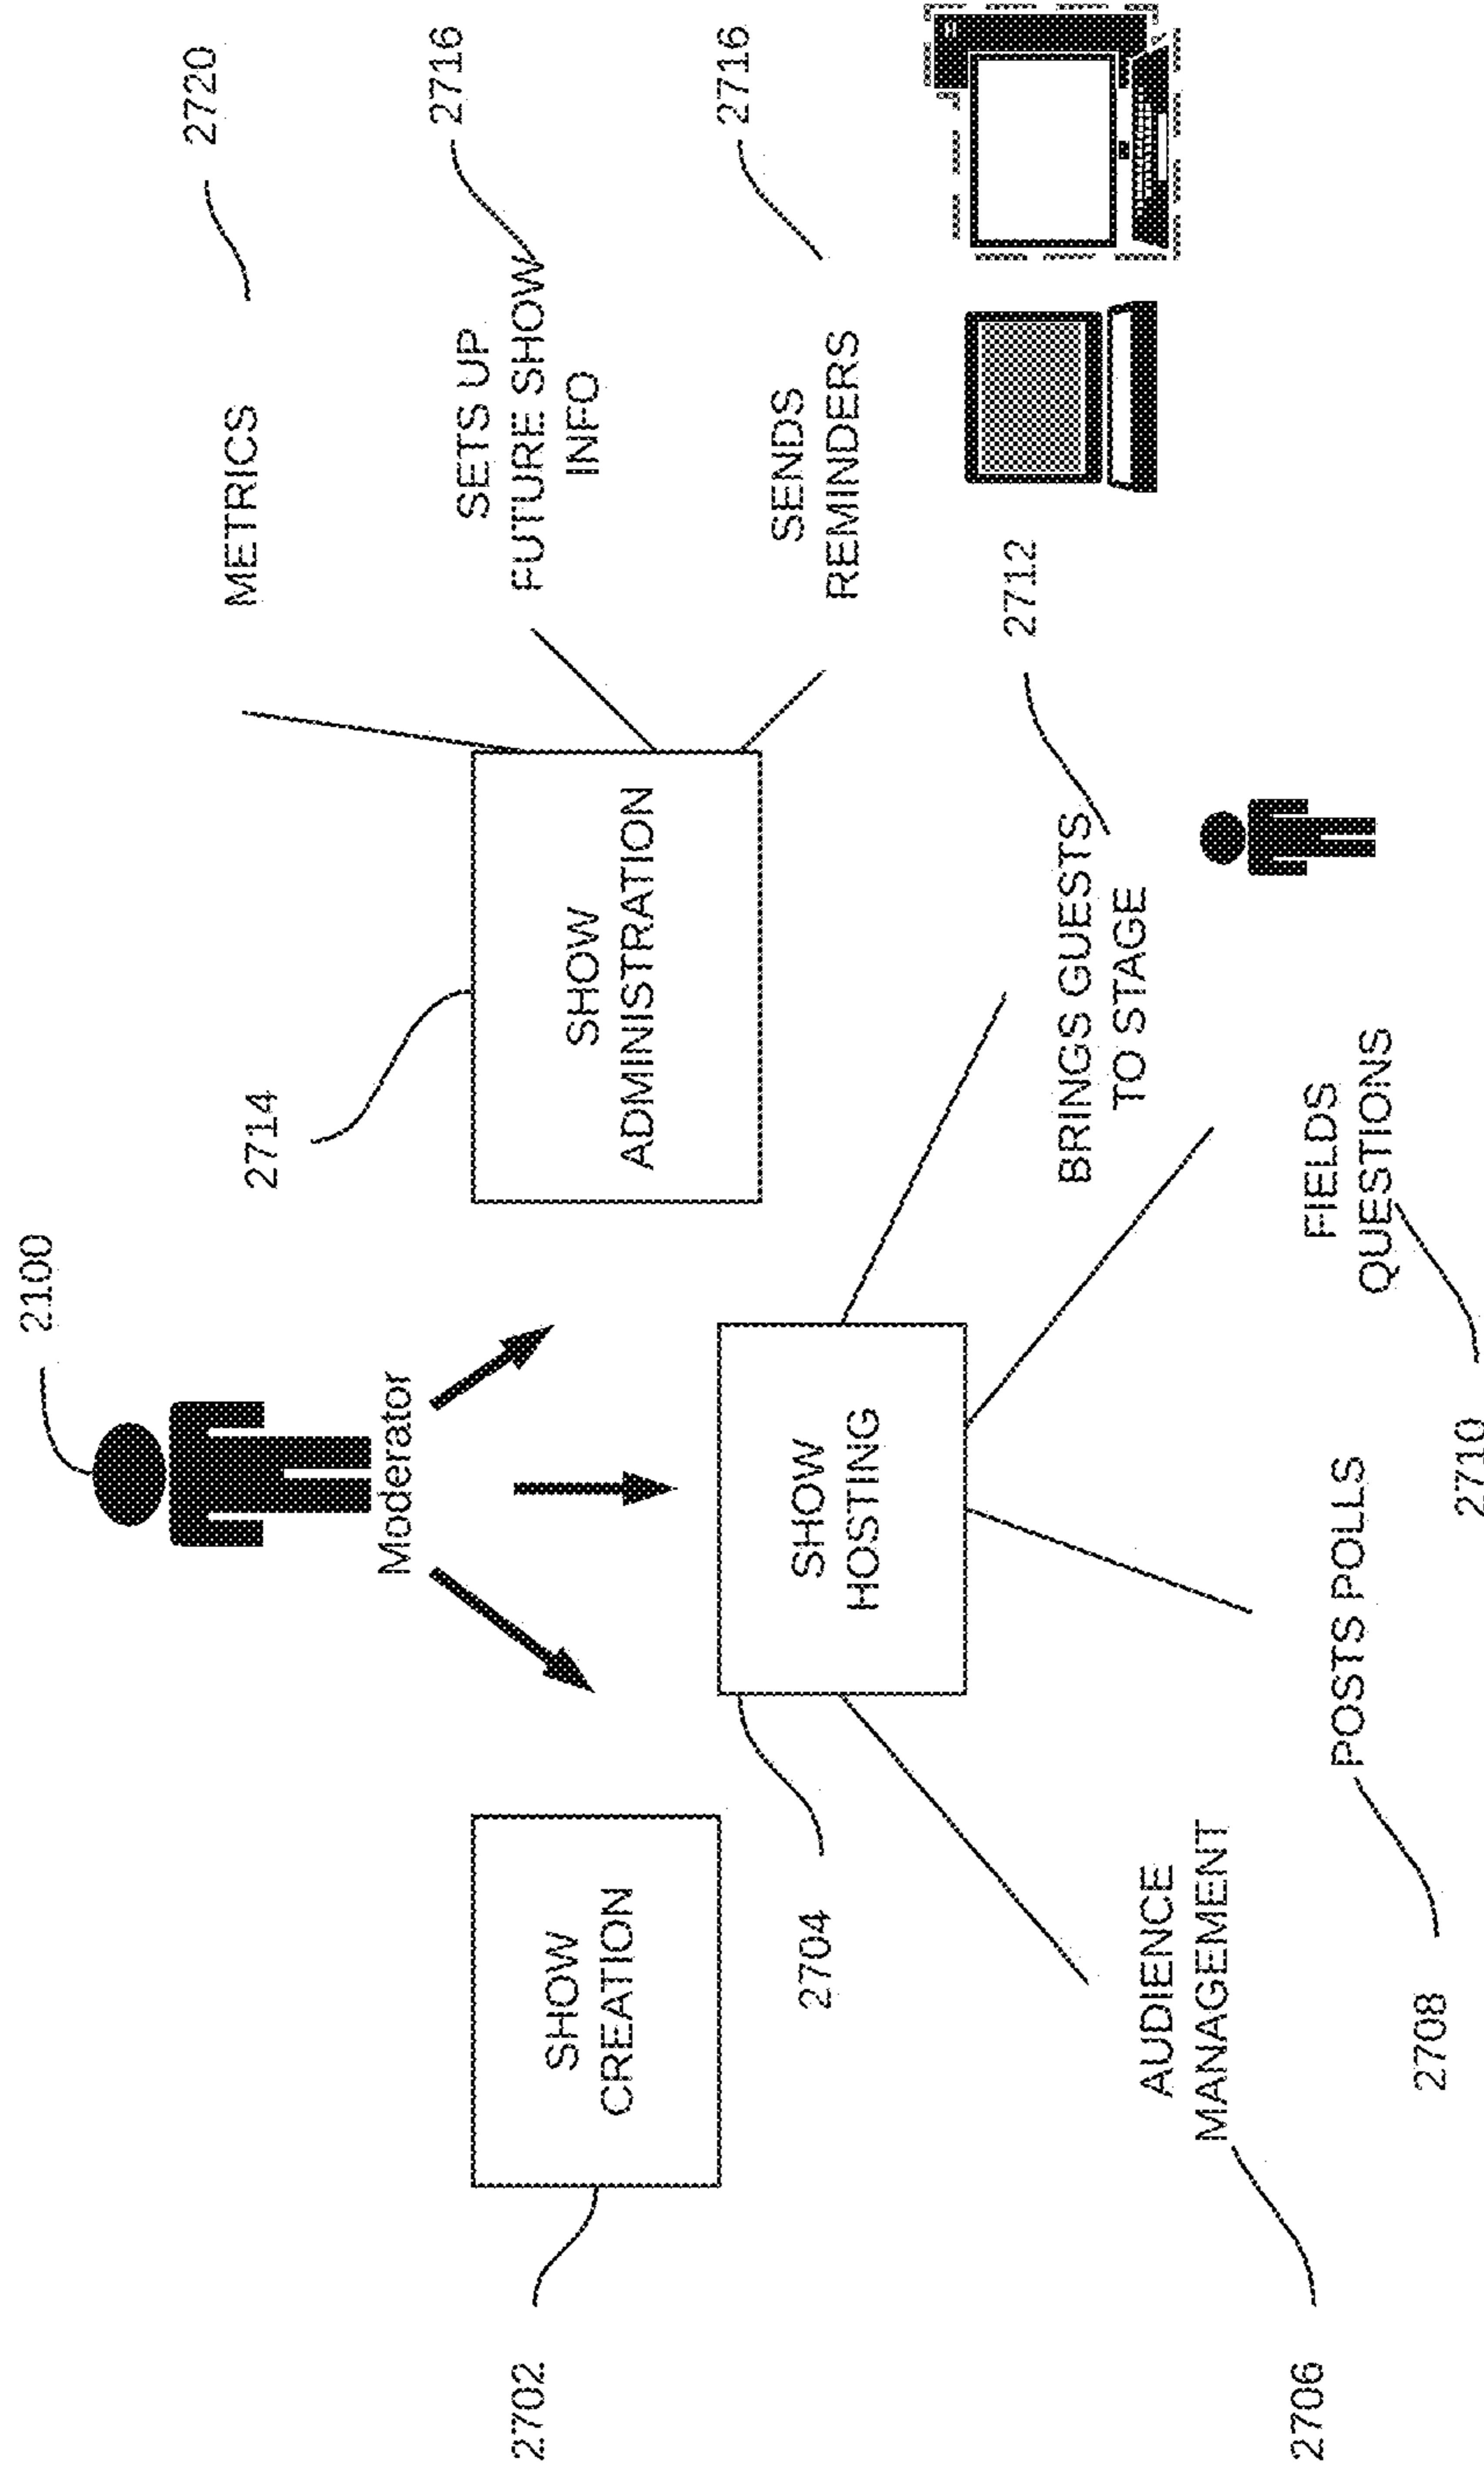 2100
Moderator
2702
SHOW
CREATION
2704
SHOW
HOSTING
2714
SHOW
ADMINISTRATION
METRICS
2720
SETS UP
FUTURE SHOW
INFO
2716
SENDS
REMINDERS
2716
2706
AUDIENCE
MANAGEMENT
2708
POSTS POLLS
2710
FIELDS
QUESTIONS
BRINGS GUESTS
TO STAGE
2712